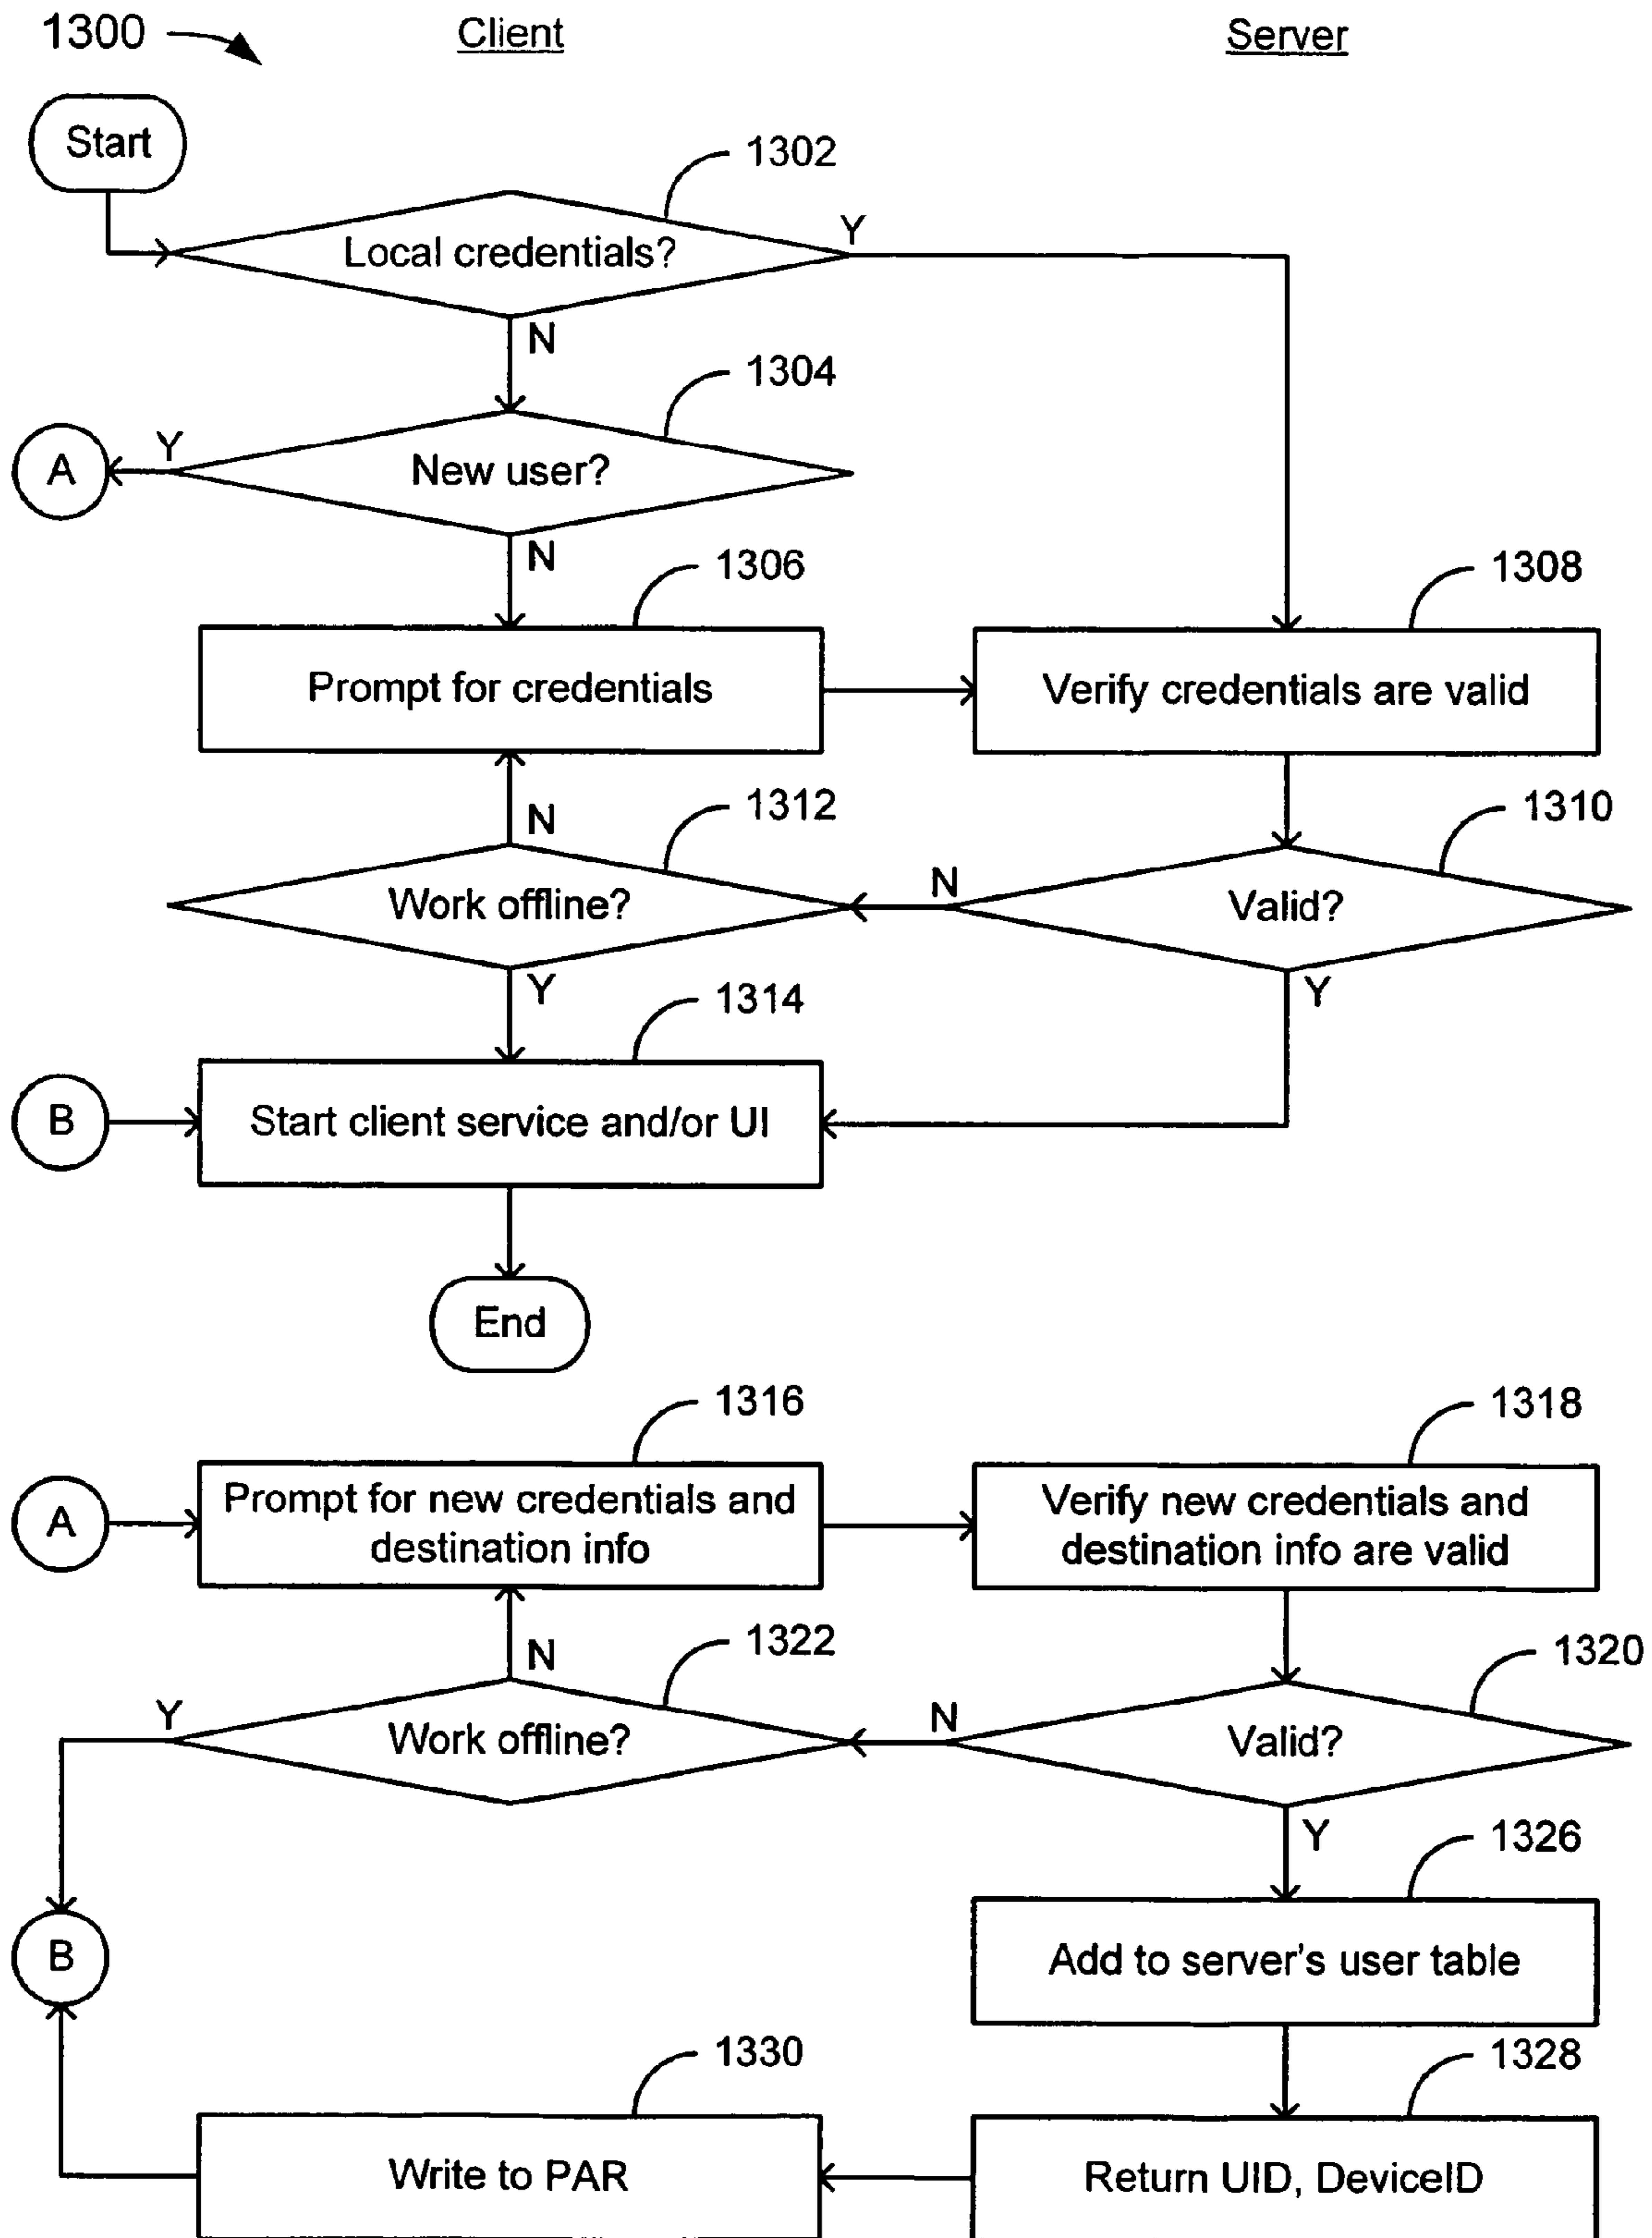 1300
Client
Server
Start
1302
Local credentials?
Y
N
1304
A
Y
New user?
N
1306
1308
Prompt for credentials
Verify credentials are valid
N
1312
1310
Work offline?
N
Valid?
Y
1314
Y
B
Start client service and/or UI
End
1316
1318
A
Prompt for new credentials and
destination info
Verify new credentials and
destination info are valid
N
1322
1320
Y
Work offline?
N
Valid?
Y
1326
B
Add to server's user table
1330
1328
Write to PAR
Return UID, DeviceID